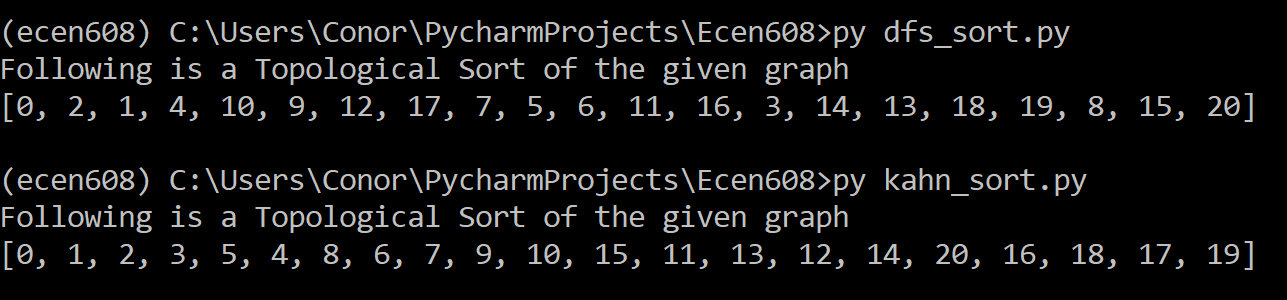 (ecen608) C:\Users\Conor\PycharmProjects\Ecen608>py dfs_sort.py
Following is a Topological Sort of the given graph
[0, 2, 1, 4, 10, 9, 12, 17, 7, 5, 6, 11, 16, 3, 14, 13, 18, 19, 8, 15, 20]
(ecen608) C:\Users\Conor\PycharmProjects\Ecen608>py kahn_sort.py
Following is a Topological Sort of the given graph
[0, 1, 2, 3, 5, 4, 8, 6, 7, 9, 10, 15, 11, 13, 12, 14, 20, 16, 18, 17, 19]